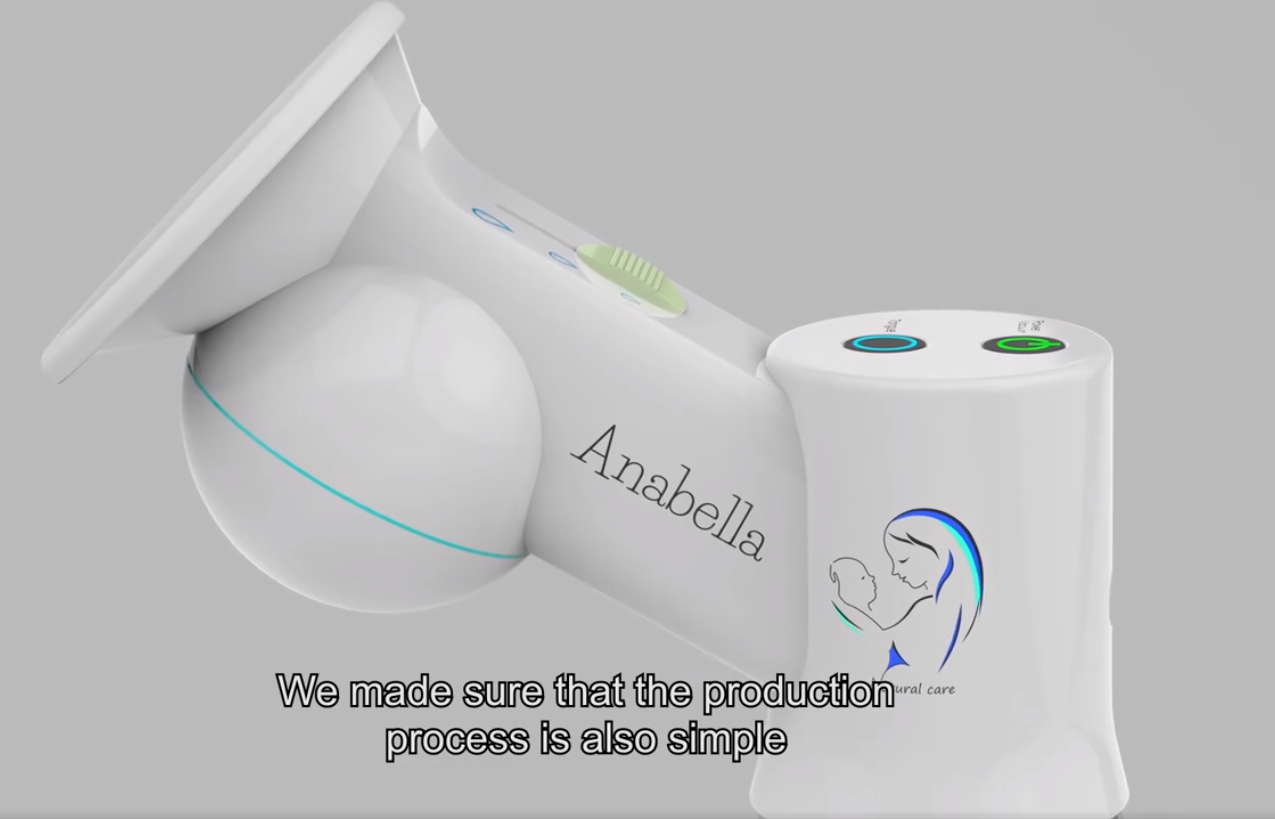 Anabella
ural care
We made sure that the production
process is also simple